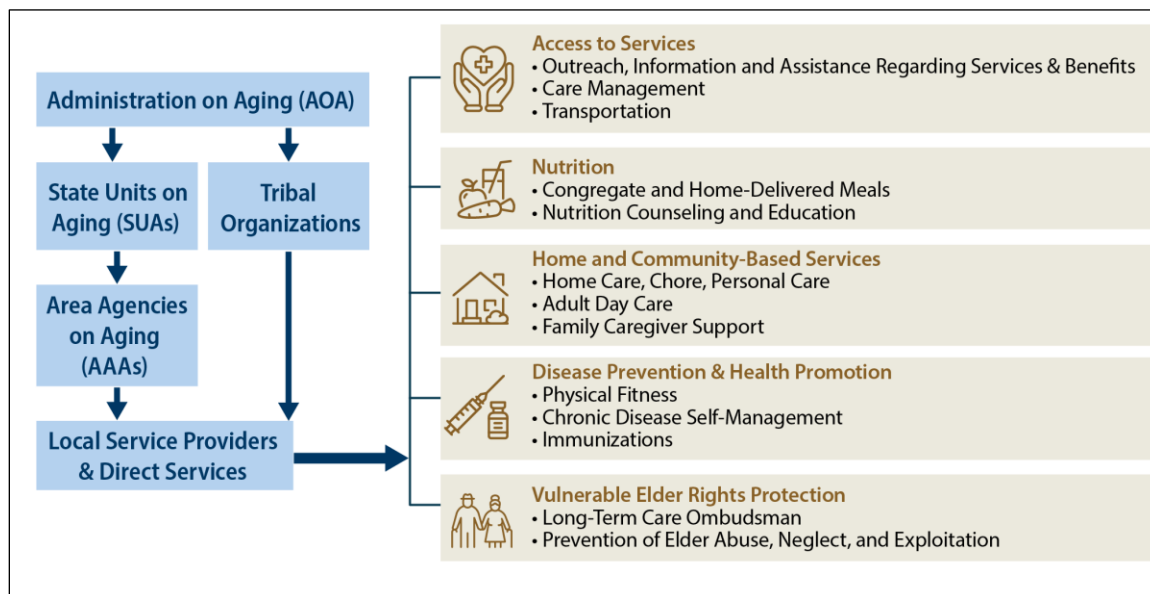 Administration on Aging (AOA)
State Units on
Aging (SUAs)
Tribal
Organizations
Area Agencies
on Aging
(AAAs)
Local Service Providers
& Direct Services
Access to Services
• Outreach, Information and Assistance Regarding Services & Benefits
• Care Management
• Transportation
Nutrition
• Congregate and Home-Delivered Meals
• Nutrition Counseling and Education
Home and Community-Based Services
• Home Care, Chore, Personal Care
• Adult Day Care
• Family Caregiver Support
Disease Prevention & Health Promotion
• Physical Fitness
• Chronic Disease Self-Management
• Immunizations
Vulnerable Elder Rights Protection
• Long-Term Care Ombudsman
• Prevention of Elder Abuse, Neglect, and Exploitation